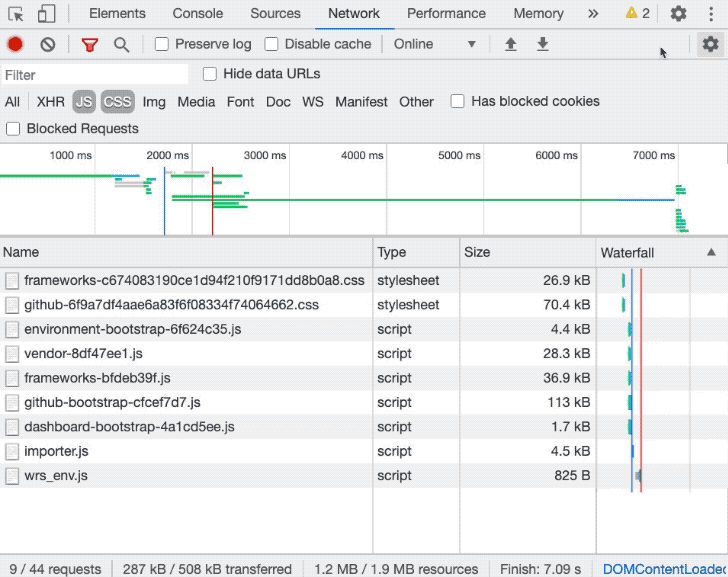 Elements Console Sources Network Performance Memory » 2
Preserve log Disable cache Online
Filter Hide data URLs
All XHR JS CSS Img Media Font Doc WS Manifest Other Has blocked cookies
Blocked Requests
1000 ms 2000 ms 3000 ms 4000 ms 5000 ms 6000 ms 7000 ms
Name Type Size Waterfall
frameworks-c674083190ce1d94f210f9171dd8b0a8.css stylesheet 26.9 kB
github-6f9a7df4aae6a83f6f08334f74064662.css stylesheet 70.4 kB
environment-bootstrap-6f624c35.js script 4.4 kB
vendor-8df47ee1.js script 28.3 kB
frameworks-bfdeb39f.js script 36.9 kB
github-bootstrap-cfcef7d7.js script 113 kB
dashboard-bootstrap-4a1cd5ee.js script 1.7 kB
importer.js script 4.5 kB
wrs_env.js script 825 B
9 / 44 requests 287 kB / 508 kB transferred 1.2 MB / 1.9 MB resources Finish: 7.09 s DOMContentLoaded